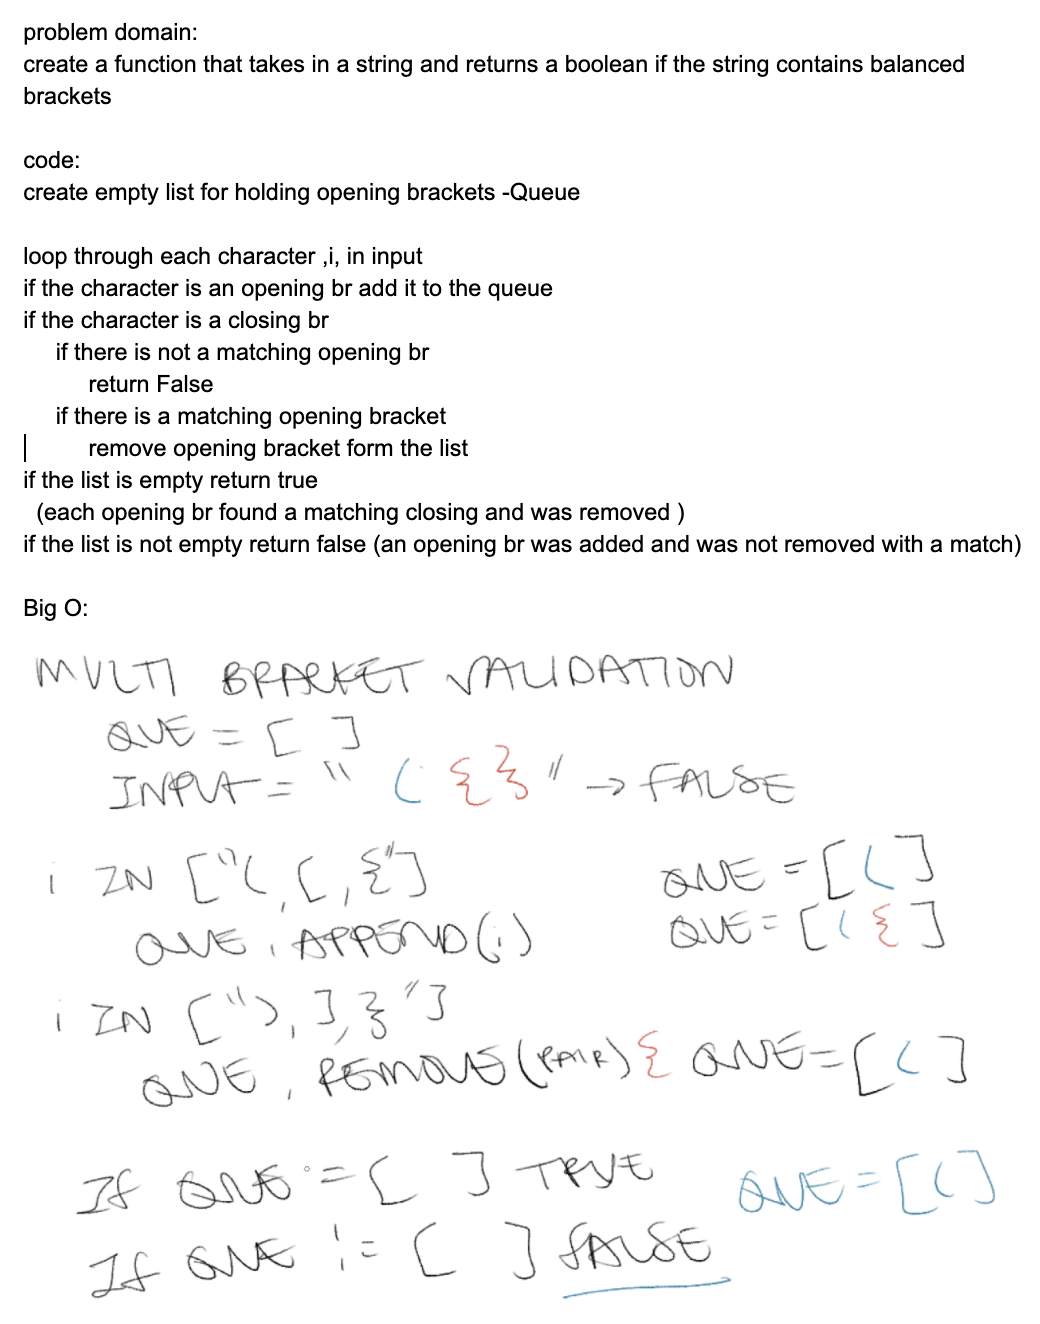 problem domain:
create a function that takes in a string and returns a boolean if the string contains balanced
brackets
code:
create empty list for holding opening brackets -Queue
loop through each character ,i, in input
if the character is an opening br add it to the queue
if the character is a closing br
if there is not a matching opening br
return False
if there is a matching opening bracket
remove opening bracket form the list
if the list is empty return true
(each opening br found a matching closing and was removed )
if the list is not empty return false (an opening br was added and was not removed with a match)
Big O:
MULTI BRACKET VALIDATION
QUE = [ ]
INPUT = " ( { } " -> FALSE
i IN ["(, [, {"] QUE = [ ( ]
QUE.APPEND(i) QUE = [ ( { ]
i IN ["), ], }"]
QUE.REMOVE(PAIR) { QUE = [ ( ]
If QUE = [ ] TRUE QUE = [ ( ]
If QUE != [ ] FALSE